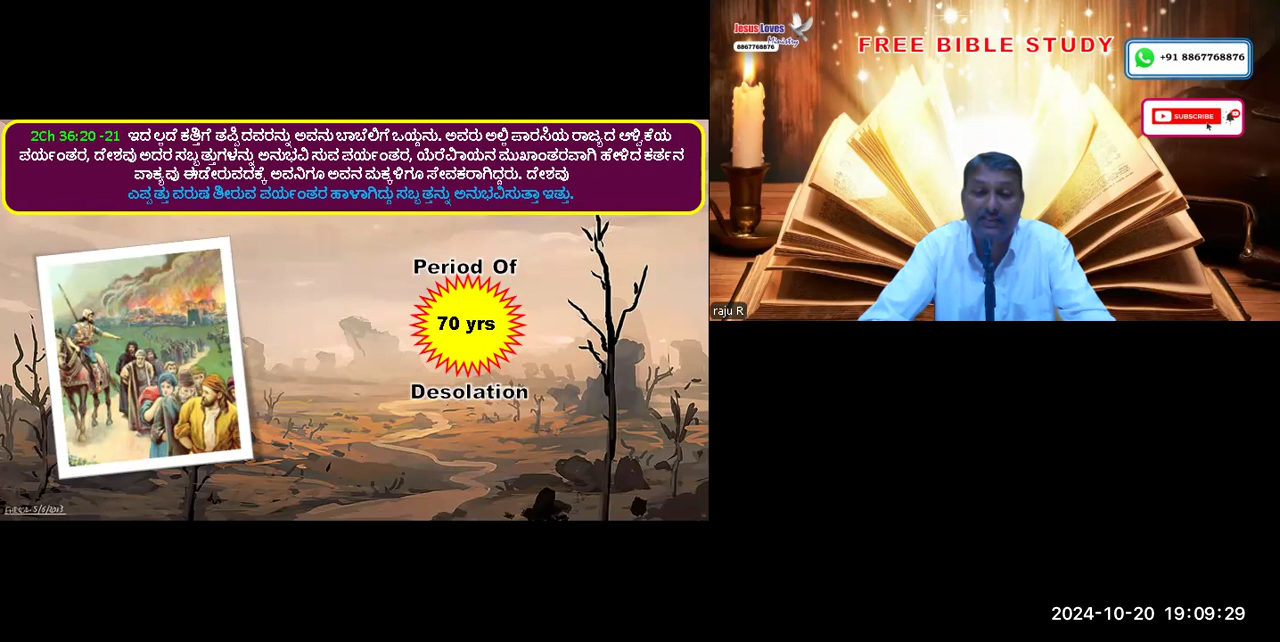 2Ch 36:20 -21 ಇದಲ್ಲದೆ ಕತ್ತಿಗೆ ತಪ್ಪಿದವರನ್ನು ಅವನು ಬಾಬೆಲಿಗೆ ಒಯ್ದನು. ಅವರು ಅಲ್ಲಿ ಪಾರಸಿಯ ರಾಜ್ಯದ ಆಳ್ವಿಕೆಯ
ಪರ್ಯಂತರ, ದೇಶವು ಅದರ ಸಬ್ಬತ್ತುಗಳನ್ನು ಅನುಭವಿಸುವ ಪರ್ಯಂತರ, ಯೆರೆವಿಾಯನ ಮುಖಾಂತರವಾಗಿ ಹೇಳಿದ ಕರ್ತನ
ವಾಕ್ಯವು ಈಡೇರುವದಕ್ಕೆ ಅವನಿಗೂ ಅವನ ಮಕ್ಕಳಿಗೂ ಸೇವಕರಾಗಿದ್ದರು. ದೇಶವು
ಎಪ್ಪತ್ತು ವರುಷ ತೀರುವ ಪರ್ಯಂತರ ಹಾಳಾಗಿದ್ದು ಸಬ್ಬತ್ತನ್ನು ಅನುಭವಿಸುತ್ತಾ ಇತ್ತು.
Period Of
70 yrs
Desolation
Jesus Loves
Ministry
8867768876
FREE BIBLE STUDY
+91 8867768876
SUBSCRIBE
raju R
2024-10-20 19:09:29